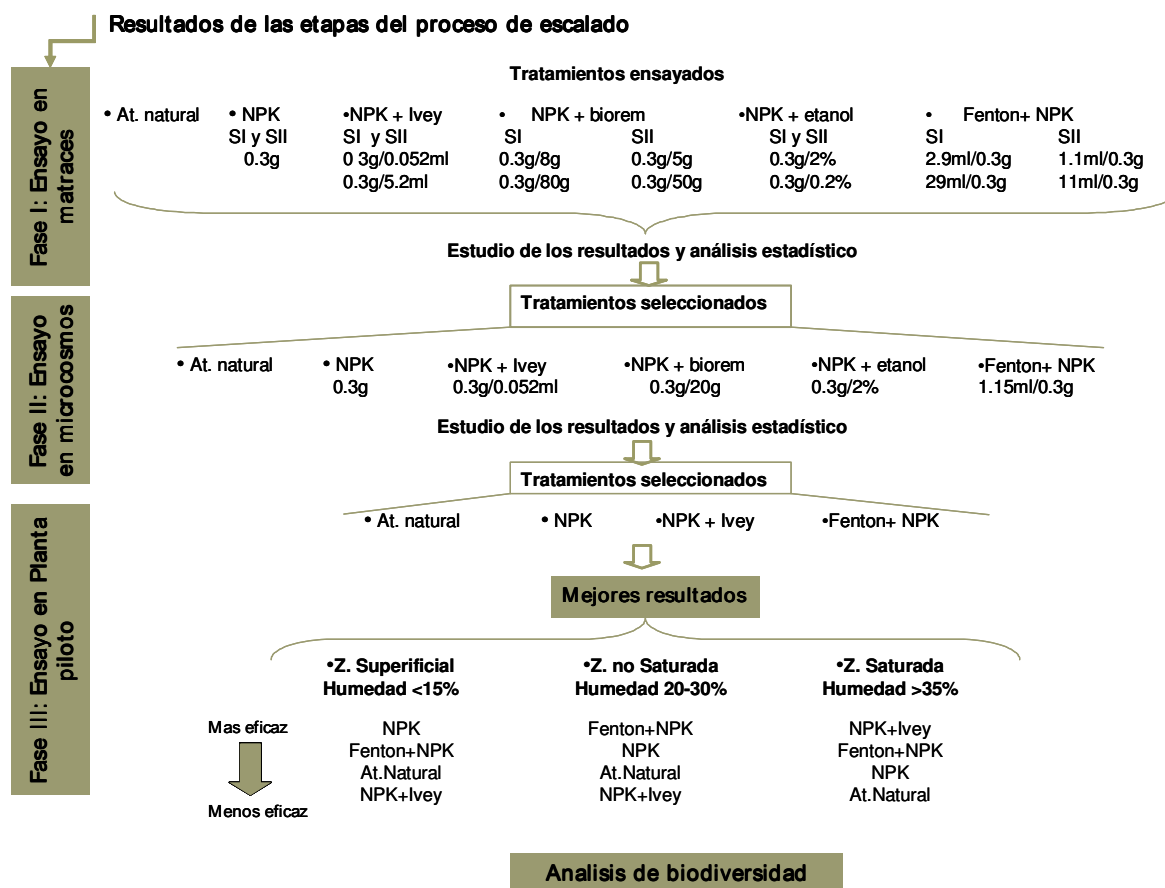 Resultados de las etapas del proceso de escalado
Fase I: Ensayo en
matraces
Tratamientos ensayados
• At. natural • NPK •NPK + Ivey • NPK + biorem •NPK + etanol • Fenton+ NPK
SI y SII SI y SII SI SII SI y SII SI SII
0.3g 0 3g/0.052ml 0.3g/8g 0.3g/5g 0.3g/2% 2.9ml/0.3g 1.1ml/0.3g
0.3g/5.2ml 0.3g/80g 0.3g/50g 0.3g/0.2% 29ml/0.3g 11ml/0.3g
Estudio de los resultados y análisis estadístico
Fase II: Ensayo
en microcosmos
Tratamientos seleccionados
• At. natural • NPK •NPK + Ivey •NPK + biorem •NPK + etanol •Fenton+ NPK
0.3g 0.3g/0.052ml 0.3g/20g 0.3g/2% 1.15ml/0.3g
Estudio de los resultados y análisis estadístico
Fase III: Ensayo en Planta
piloto
Tratamientos seleccionados
• At. natural • NPK •NPK + Ivey •Fenton+ NPK
Mejores resultados
•Z. Superificial •Z. no Saturada •Z. Saturada
Humedad <15% Humedad 20-30% Humedad >35%
Mas eficaz NPK Fenton+NPK NPK+Ivey
Fenton+NPK NPK Fenton+NPK
At.Natural At.Natural NPK
Menos eficaz NPK+Ivey NPK+Ivey At.Natural
Analisis de biodiversidad